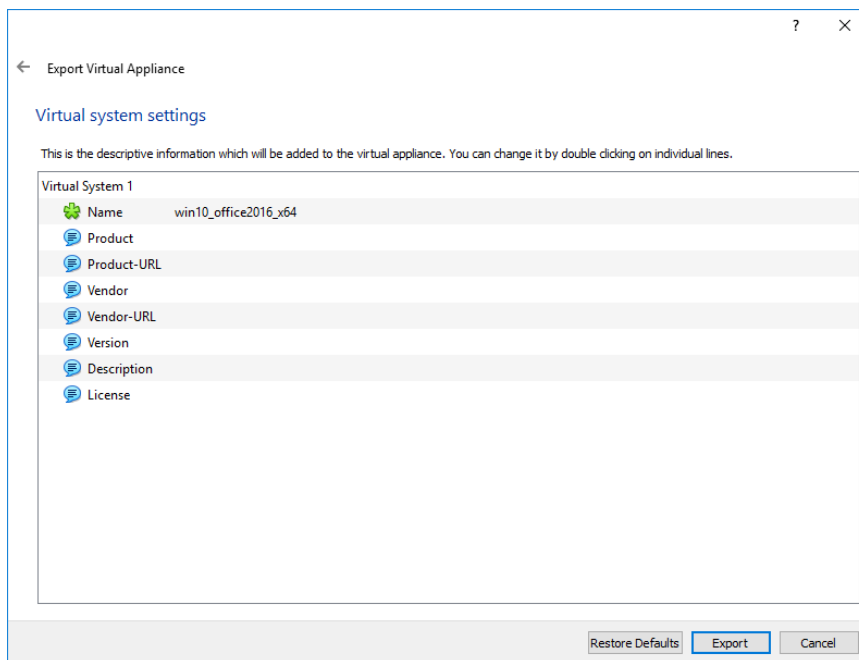 ?
Export Virtual Appliance
Virtual system settings
This is the descriptive information which will be added to the virtual appliance. You can change it by double clicking on individual lines.
Virtual System 1
Name win10_office2016_x64
Product
Product-URL
Vendor
Vendor-URL
Version
Description
License
Restore Defaults Export Cancel